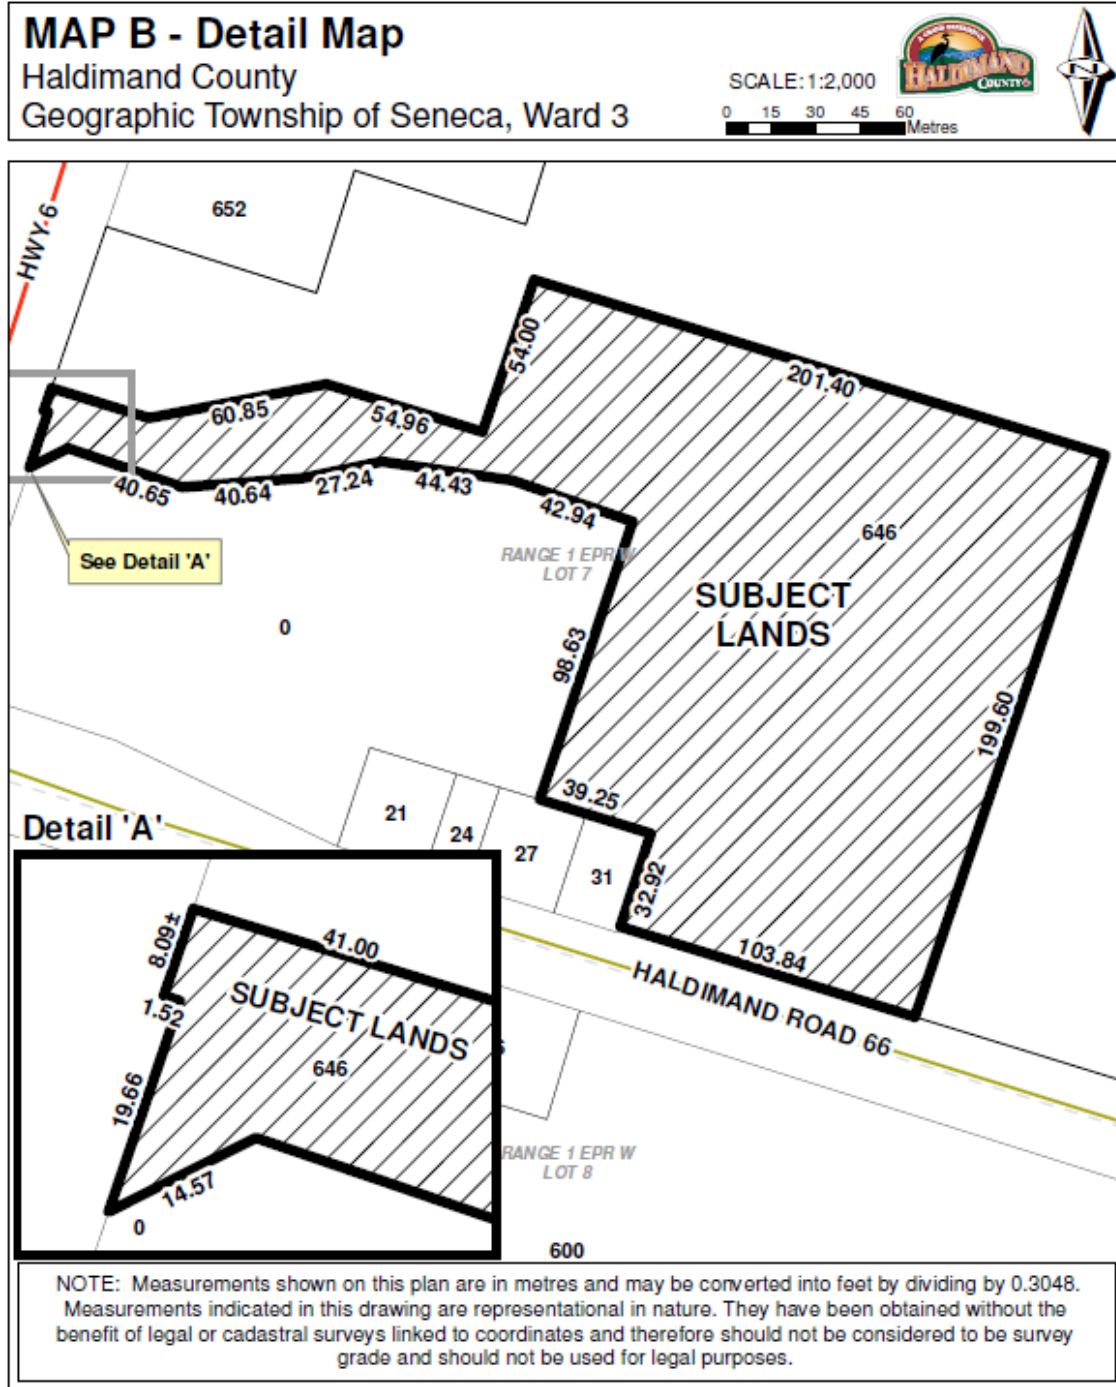 MAP B - Detail Map
Haldimand County
Geographic Township of Seneca, Ward 3
SCALE:1:2,000
0 15 30 45 60
Metres
HALDIMAND
COUNTY
N
652
HWY 6
54.00
201.40
60.85
54.96
40.65
40.64
27.24
44.43
42.94
646
See Detail 'A'
RANGE 1 EPR W
LOT 7
SUBJECT
LANDS
0
98.63
199.60
39.25
21
24
27
31
32.92
103.84
HALDIMAND ROAD 66
Detail 'A'
8.09±
41.00
1.52
SUBJECT LANDS
646
19.66
14.57
0
RANGE 1 EPR W
LOT 8
600
NOTE: Measurements shown on this plan are in metres and may be converted into feet by dividing by 0.3048.
Measurements indicated in this drawing are representational in nature. They have been obtained without the
benefit of legal or cadastral surveys linked to coordinates and therefore should not be considered to be survey
grade and should not be used for legal purposes.